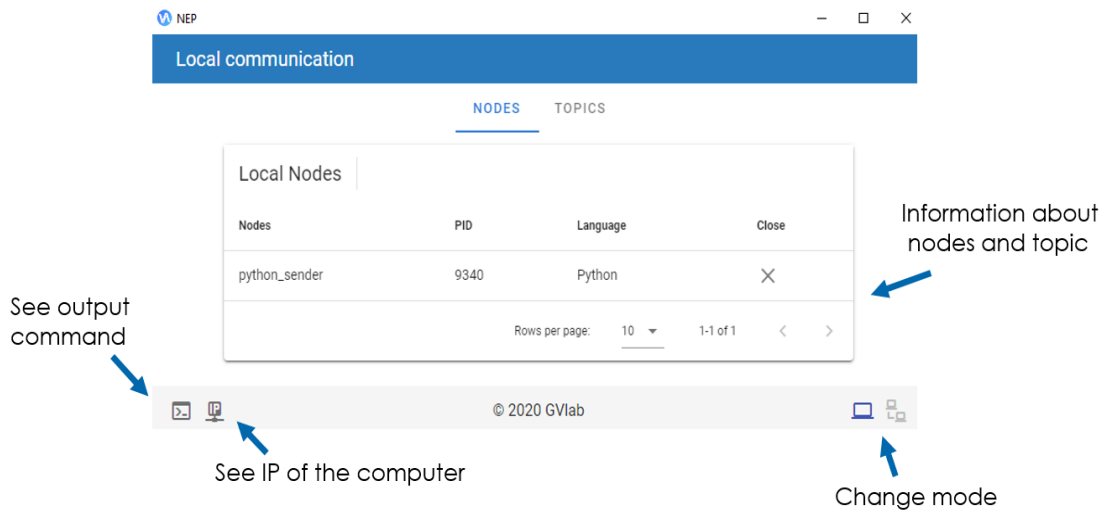 NEP
Local communication
NODES TOPICS
Local Nodes
Nodes PID Language Close
python_sender 9340 Python
Rows per page: 10 1-1 of 1
Information about
nodes and topic
See output
command
IP
© 2020 GVlab
See IP of the computer
Change mode